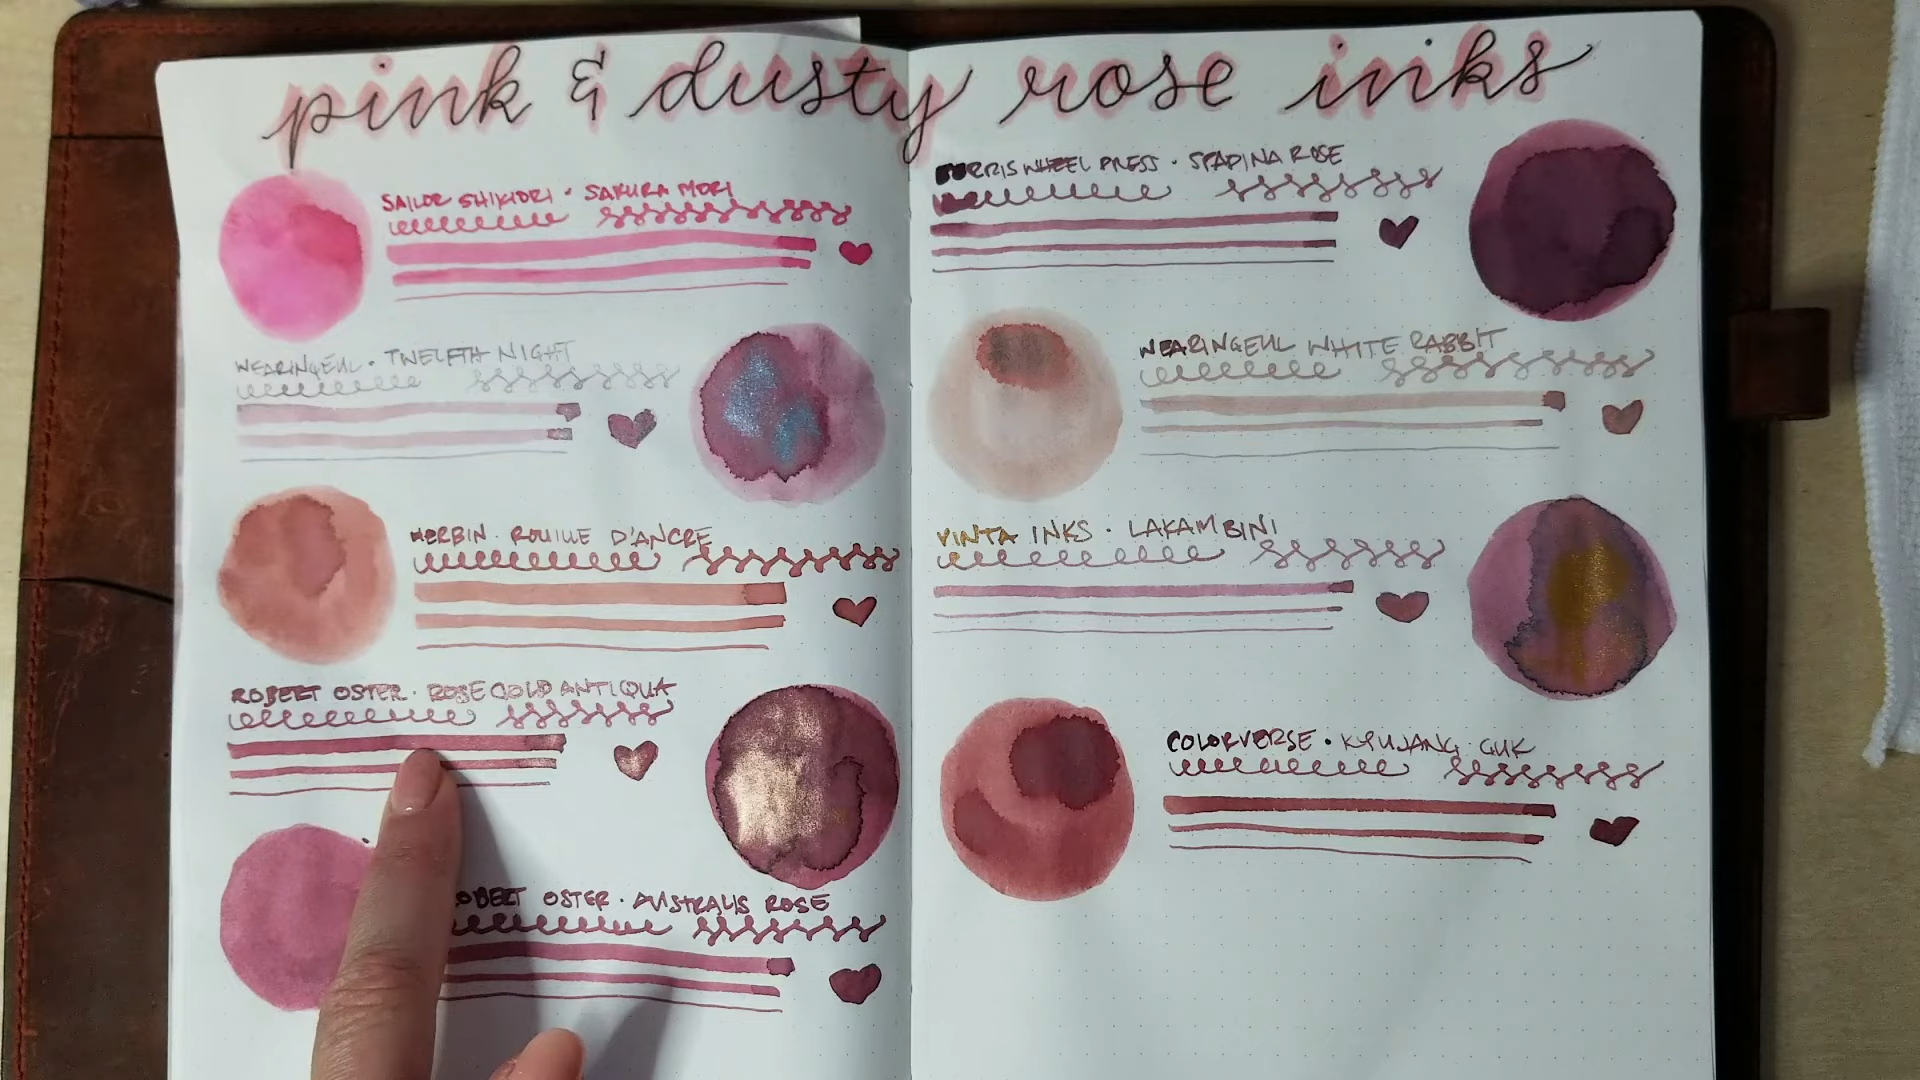 pink & dusty rose inks
SAILOR SHIKIORI · SAKURA MORI
WEARINGEUL · TWELFTH NIGHT
HERBIN · ROUILLE D'ANCRE
ROBERT OSTER · ROSE GOLD ANTIQUA
ROBERT OSTER · AUSTRALIS ROSE
FERRIS WHEEL PRESS · SPADINA ROSE
WEARINGEUL WHITE RABBIT
VINTA INKS · LAKAMBINI
COLORVERSE · KYUJANG · GUK